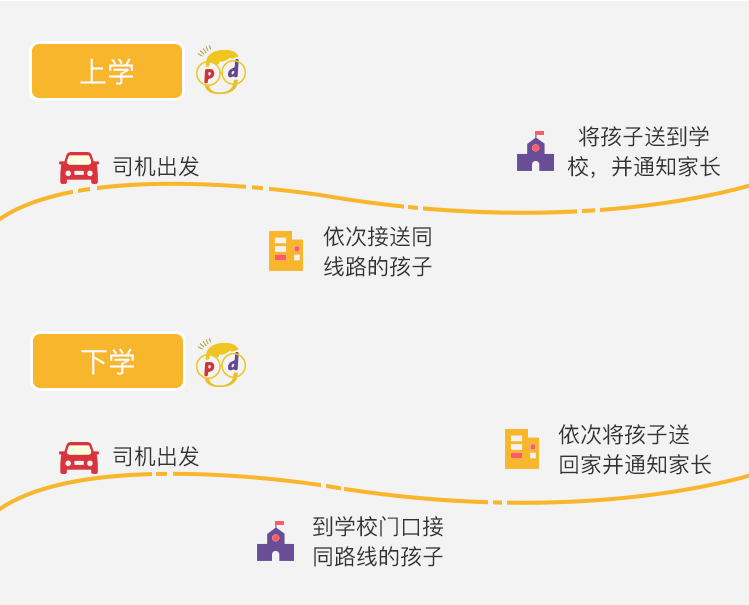 上学
pd
司机出发
将孩子送到学
校，并通知家长
依次接送同
线路的孩子
下学
pd
司机出发
依次将孩子送
回家并通知家长
到学校门口接
同路线的孩子